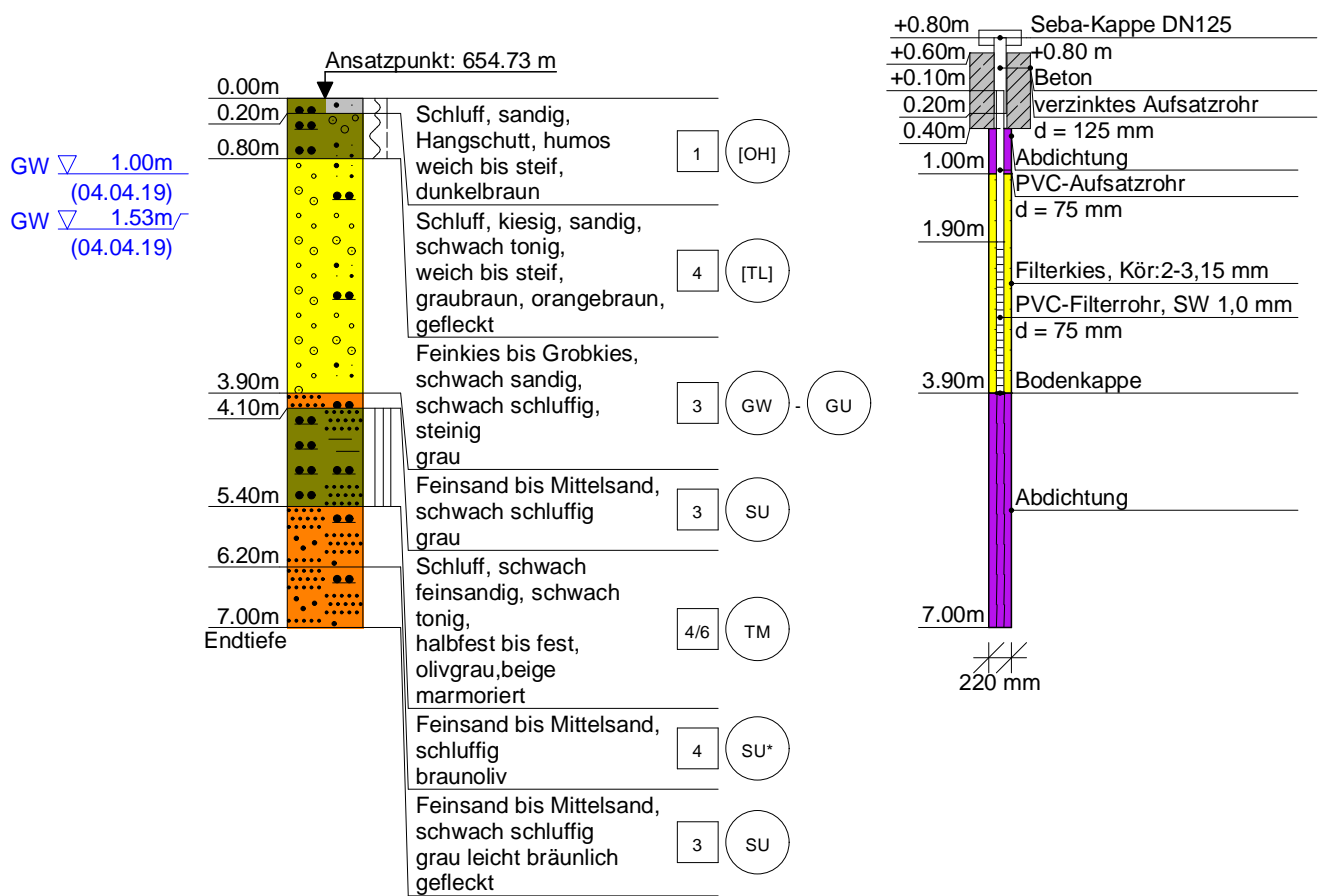 Ansatzpunkt: 654.73 m
0.00m
0.20m
0.80m
GW 1.00m
(04.04.19)
GW 1.53m
(04.04.19)
3.90m
4.10m
5.40m
6.20m
7.00m
Endtiefe
Schluff, sandig,
Hangschutt, humos
weich bis steif,
dunkelbraun
1 [OH]
Schluff, kiesig, sandig,
schwach tonig,
weich bis steif,
graubraun, orangebraun,
gefleckt
4 [TL]
Feinkies bis Grobkies,
schwach sandig,
schwach schluffig,
steinig
grau
3 GW - GU
Feinsand bis Mittelsand,
schwach schluffig
grau
3 SU
Schluff, schwach
feinsandig, schwach
tonig,
halbfest bis fest,
olivgrau,beige
marmoriert
4/6 TM
Feinsand bis Mittelsand,
schluffig
braunoliv
4 SU*
Feinsand bis Mittelsand,
schwach schluffig
grau leicht bräunlich
gefleckt
3 SU
+0.80m
+0.60m
+0.10m
0.20m
0.40m
1.00m
1.90m
3.90m
7.00m
220 mm
Seba-Kappe DN125
+0.80 m
Beton
verzinktes Aufsatzrohr
d = 125 mm
Abdichtung
PVC-Aufsatzrohr
d = 75 mm
Filterkies, Kör:2-3,15 mm
PVC-Filterrohr, SW 1,0 mm
d = 75 mm
Bodenkappe
Abdichtung